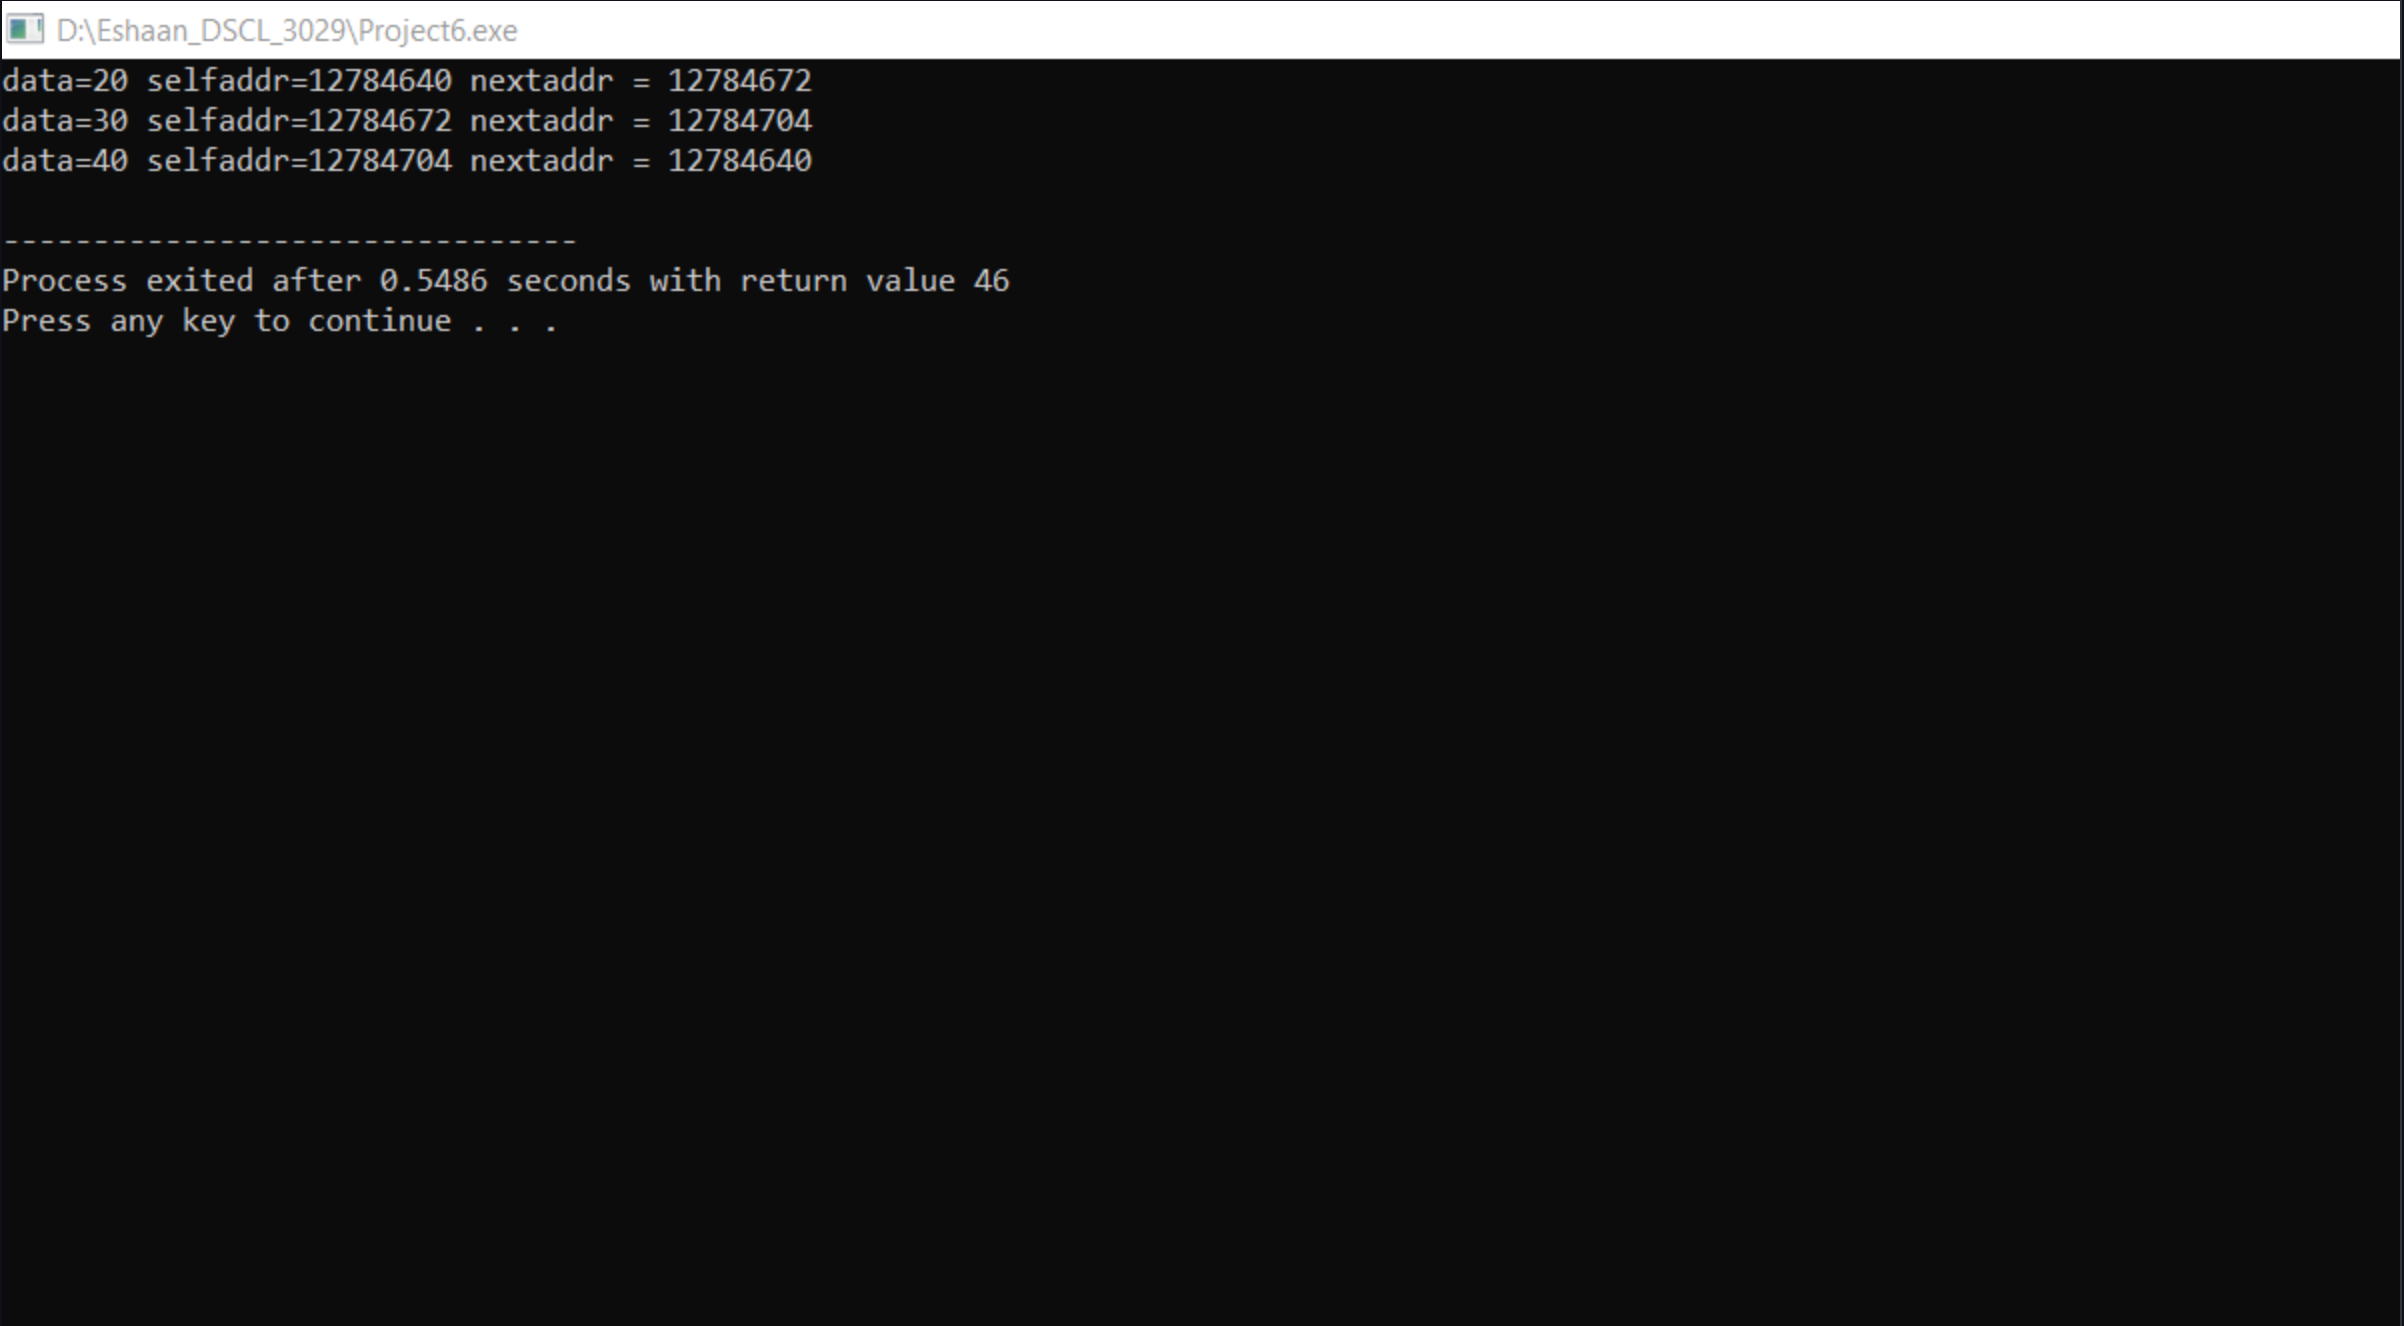 D:\Eshaan_DSCL_3029\Project6.exe
data=20 selfaddr=12784640 nextaddr = 12784672
data=30 selfaddr=12784672 nextaddr = 12784704
data=40 selfaddr=12784704 nextaddr = 12784640
--------------------------------
Process exited after 0.5486 seconds with return value 46
Press any key to continue . . .